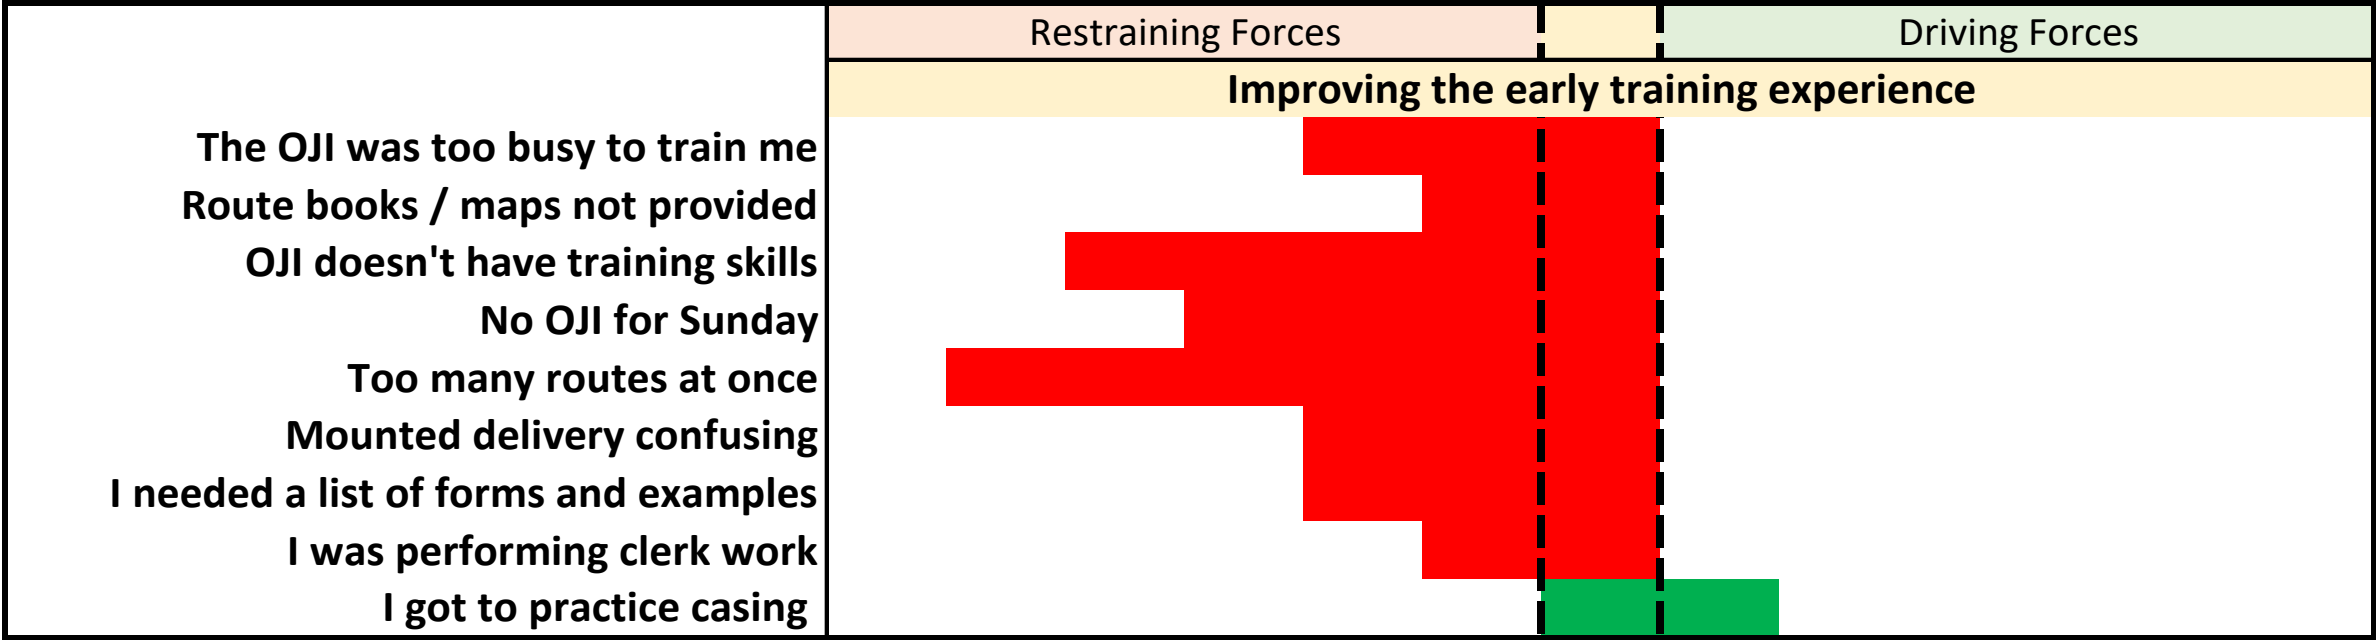 Restraining Forces
Driving Forces
Improving the early training experience
The OJI was too busy to train me
Route books / maps not provided
OJI doesn't have training skills
No OJI for Sunday
Too many routes at once
Mounted delivery confusing
I needed a list of forms and examples
I was performing clerk work
I got to practice casing